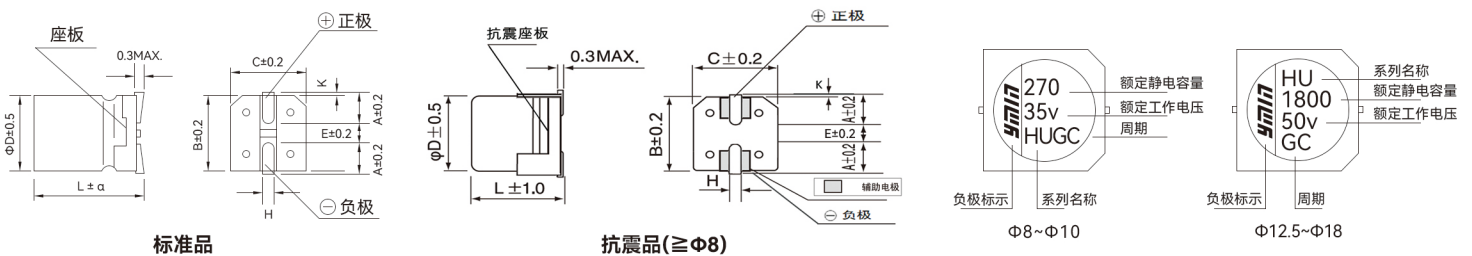 座板
0.3MAX.
ΦD±0.5
L±α
⊕正极
C±0.2
K
B±0.2
A±0.2
E±0.2
A±0.2
H
⊖负极
标准品
抗震座板
0.3MAX.
φD±0.5
L±1.0
⊕ 正极
C±0.2
K
B±0.2
A±0.2
E±0.2
A±0.2
H
辅助电极
⊖ 负极
抗震品(≧Φ8)
ymin
270
35v
HUGC
额定静电容量
额定工作电压
周期
负极标示
系列名称
Φ8~Φ10
ymin
HU
1800
50v
GC
系列名称
额定静电容量
额定工作电压
负极标示
周期
Φ12.5~Φ18